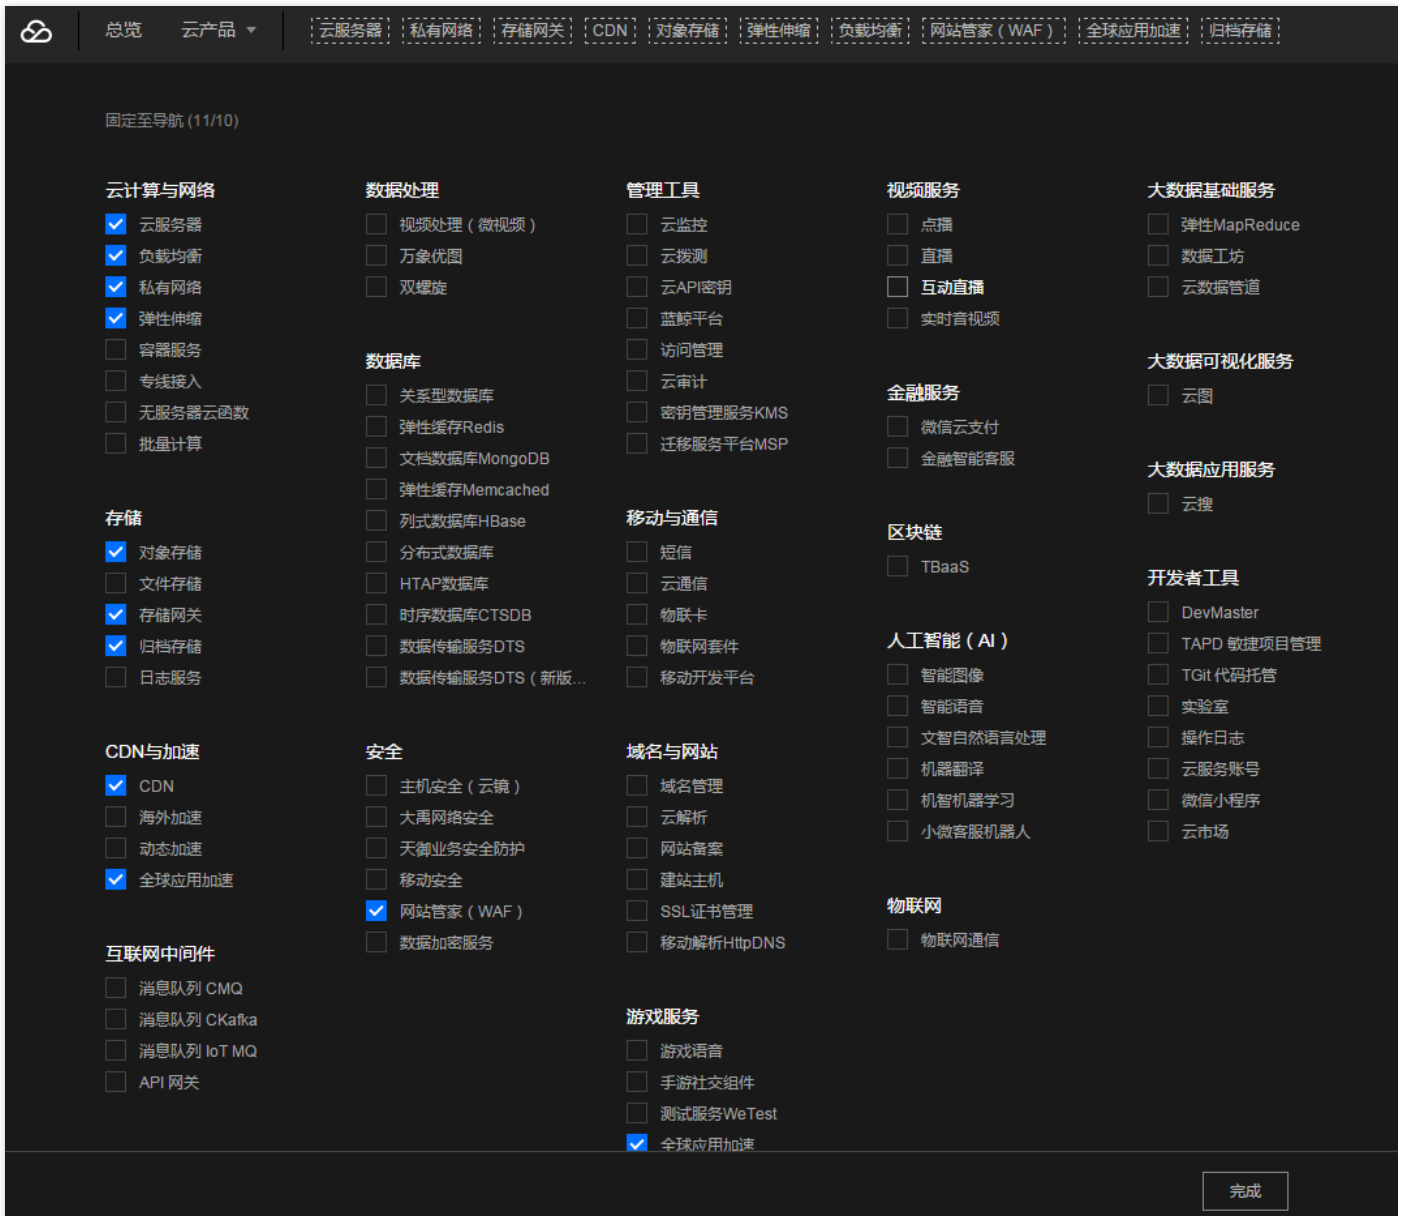 总览 云产品 云服务器 私有网络 存储网关 CDN 对象存储 弹性伸缩 负载均衡 网站管家（WAF） 全球应用加速 归档存储
固定至导航 (11/10)
云计算与网络
云服务器
负载均衡
私有网络
弹性伸缩
容器服务
专线接入
无服务器云函数
批量计算
存储
对象存储
文件存储
存储网关
归档存储
日志服务
CDN与加速
CDN
海外加速
动态加速
全球应用加速
互联网中间件
消息队列 CMQ
消息队列 CKafka
消息队列 IoT MQ
API 网关
数据处理
视频处理（微视频）
万象优图
双螺旋
数据库
关系型数据库
弹性缓存Redis
文档数据库MongoDB
弹性缓存Memcached
列式数据库HBase
分布式数据库
HTAP数据库
时序数据库CTSDB
数据传输服务DTS
数据传输服务DTS（新版...
安全
主机安全（云镜）
大禹网络安全
天御业务安全防护
移动安全
网站管家（WAF）
数据加密服务
管理工具
云监控
云拨测
云API密钥
蓝鲸平台
访问管理
云审计
密钥管理服务KMS
迁移服务平台MSP
移动与通信
短信
云通信
物联卡
物联网套件
移动开发平台
域名与网站
域名管理
云解析
网站备案
建站主机
SSL证书管理
移动解析HttpDNS
游戏服务
游戏语音
手游社交组件
测试服务WeTest
全球应用加速
视频服务
点播
直播
互动直播
实时音视频
金融服务
微信云支付
金融智能客服
区块链
TBaaS
人工智能（AI）
智能图像
智能语音
文智自然语言处理
机器翻译
机智机器学习
小微客服机器人
物联网
物联网通信
大数据基础服务
弹性MapReduce
数据工坊
云数据管道
大数据可视化服务
云图
大数据应用服务
云搜
开发者工具
DevMaster
TAPD 敏捷项目管理
TGit 代码托管
实验室
操作日志
云服务账号
微信小程序
云市场
完成